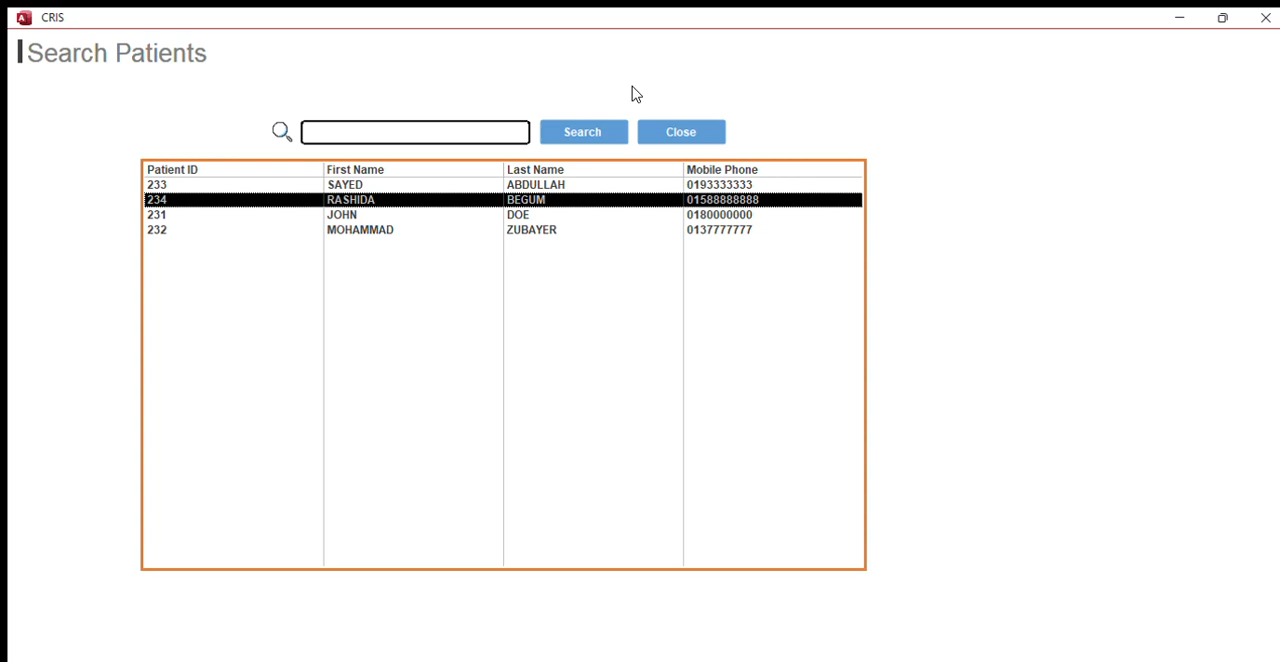 CRIS
Search Patients
Search Close
Patient ID First Name Last Name Mobile Phone
233 SAYED ABDULLAH 0193333333
234 RASHIDA BEGUM 01588888888
231 JOHN DOE 0180000000
232 MOHAMMAD ZUBAYER 0137777777